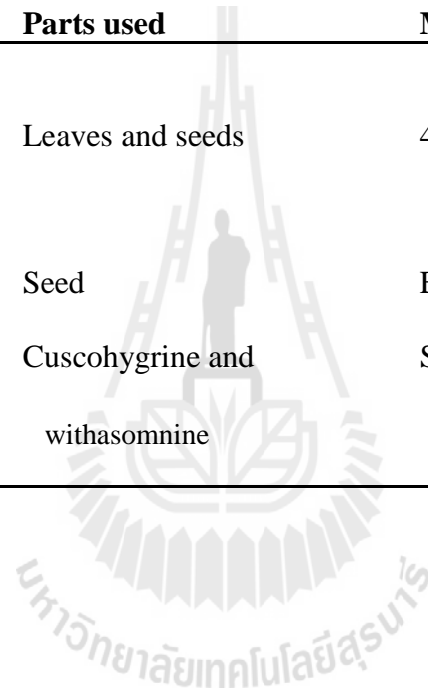 Parts used
Leaves and seeds 4
Seed
Cuscohygrine and S
withasomnine
มหาวิทยาลัยเทคโนโลยีสุรนารี